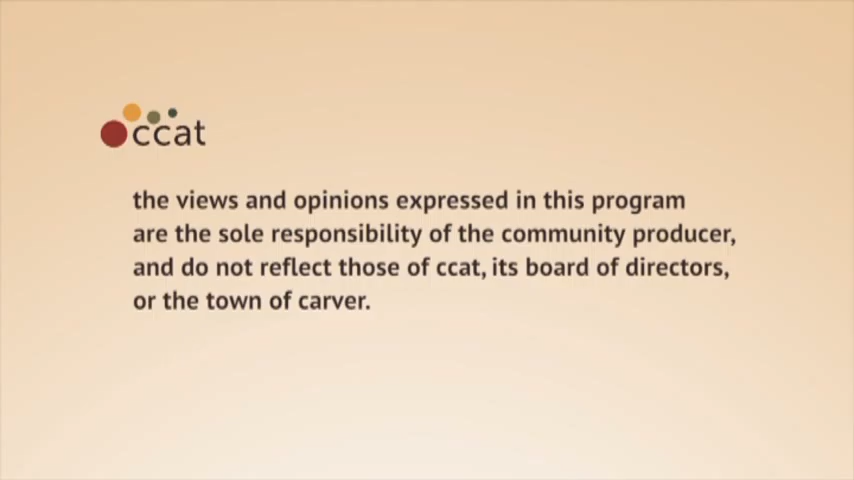 ccat
the views and opinions expressed in this program
are the sole responsibility of the community producer,
and do not reflect those of ccat, its board of directors,
or the town of carver.